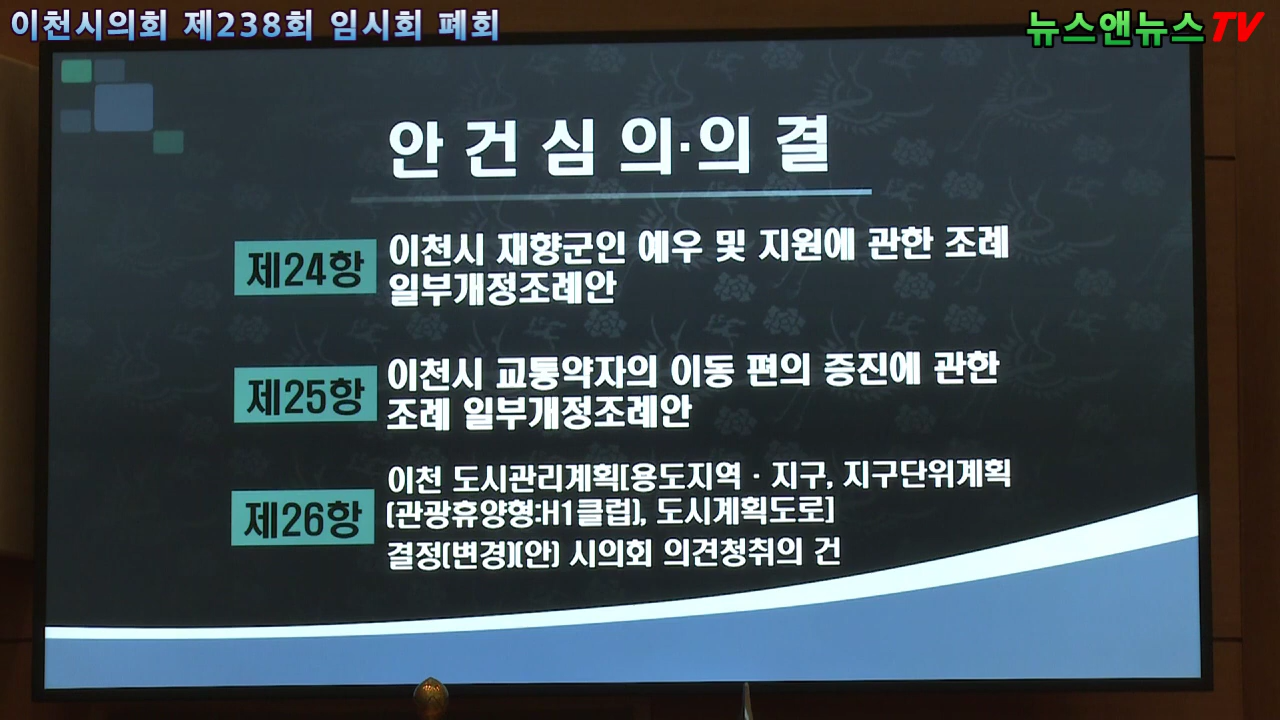 이천시의회 제238회 임시회 폐회
뉴스앤뉴스TV
안건심의·의결
제24항
이천시 재향군인 예우 및 지원에 관한 조례
일부개정조례안
제25항
이천시 교통약자의 이동 편의 증진에 관한
조례 일부개정조례안
제26항
이천 도시관리계획[용도지역·지구, 지구단위계획
(관광휴양형:H1클럽), 도시계획도로]
결정(변경)(안) 시의회 의견청취의 건